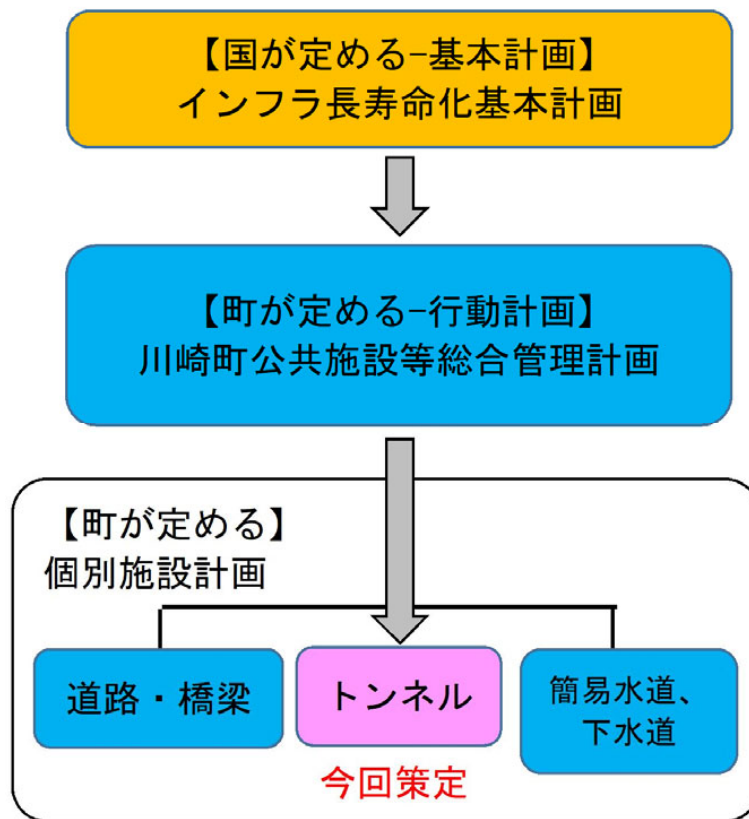 【国が定める-基本計画】
インフラ長寿命化基本計画
【町が定める-行動計画】
川崎町公共施設等総合管理計画
【町が定める】
個別施設計画
道路・橋梁
トンネル
簡易水道、
下水道
今回策定